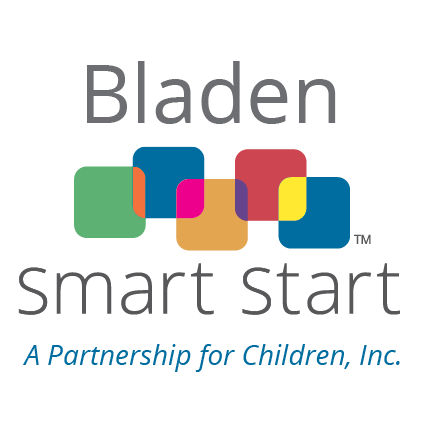 Bladen
TM
smart start
A Partnership for Children, Inc.